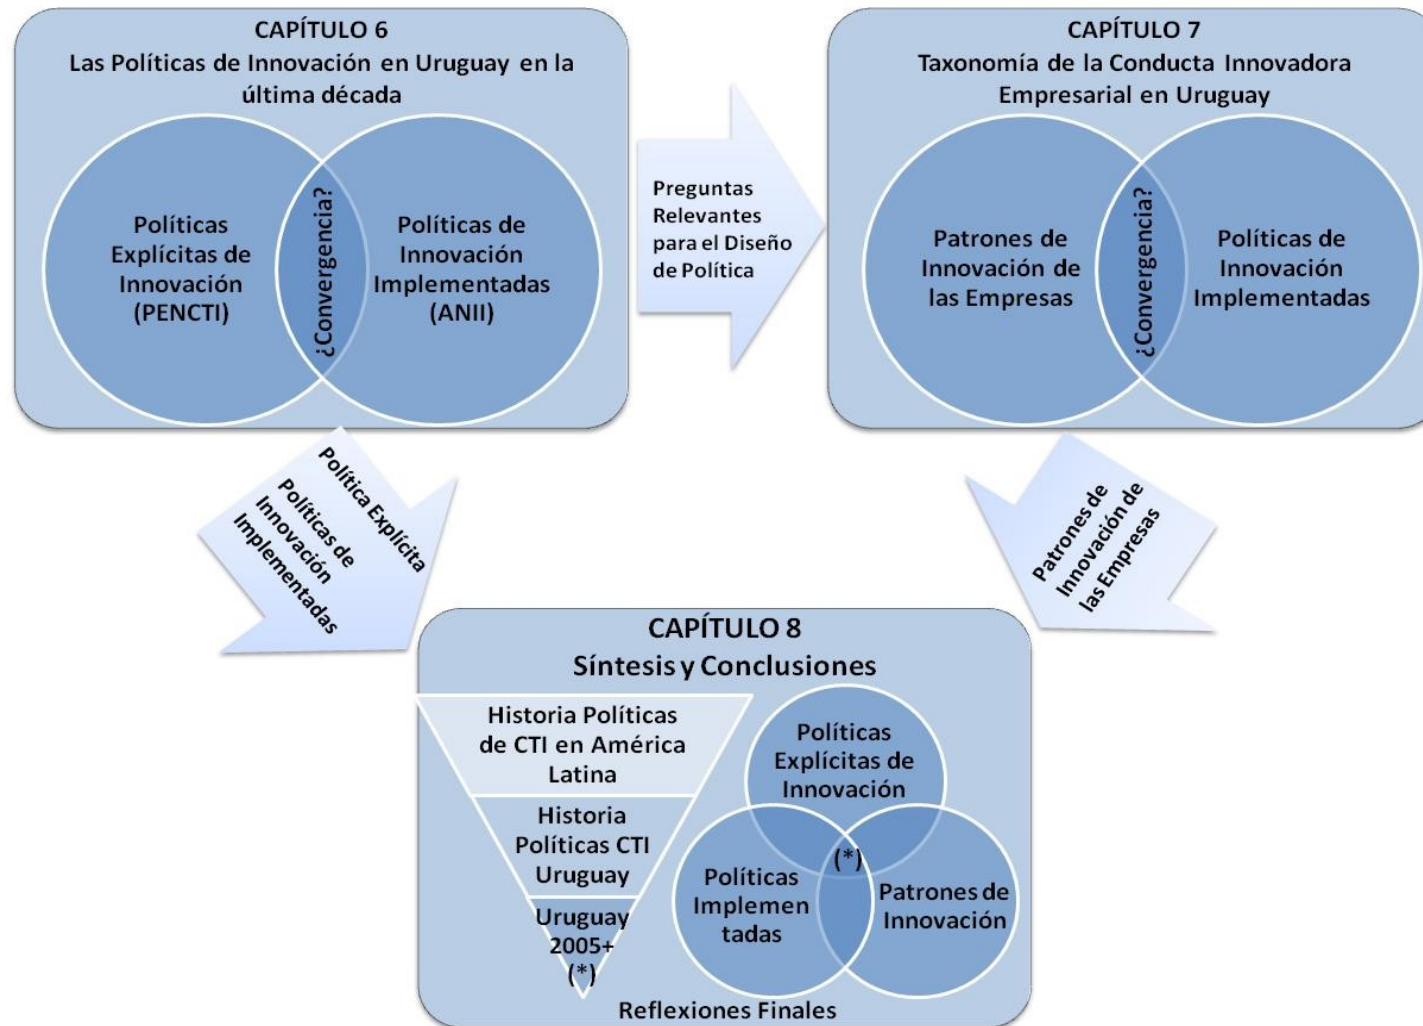 CAPÍTULO 6
Las Políticas de Innovación en Uruguay en la
última década
Políticas
Explícitas de
Innovación
(PENCTI)
¿Convergencia?
Políticas de
Innovación
Implementadas
(ANII)
Preguntas
Relevantes
para el Diseño
de Política
CAPÍTULO 7
Taxonomía de la Conducta Innovadora
Empresarial en Uruguay
Patrones de
Innovación de
las Empresas
¿Convergencia?
Políticas de
Innovación
Implementadas
Política Explícita
Políticas de
Innovación
Implementadas
Patrones de
Innovación de
las Empresas
CAPÍTULO 8
Síntesis y Conclusiones
Historia Políticas
de CTI en América
Latina
Historia
Políticas CTI
Uruguay
Uruguay
2005+
(*)
Políticas
Explícitas de
Innovación
(*)
Políticas
Implemen
tadas
Patrones de
Innovación
Reflexiones Finales